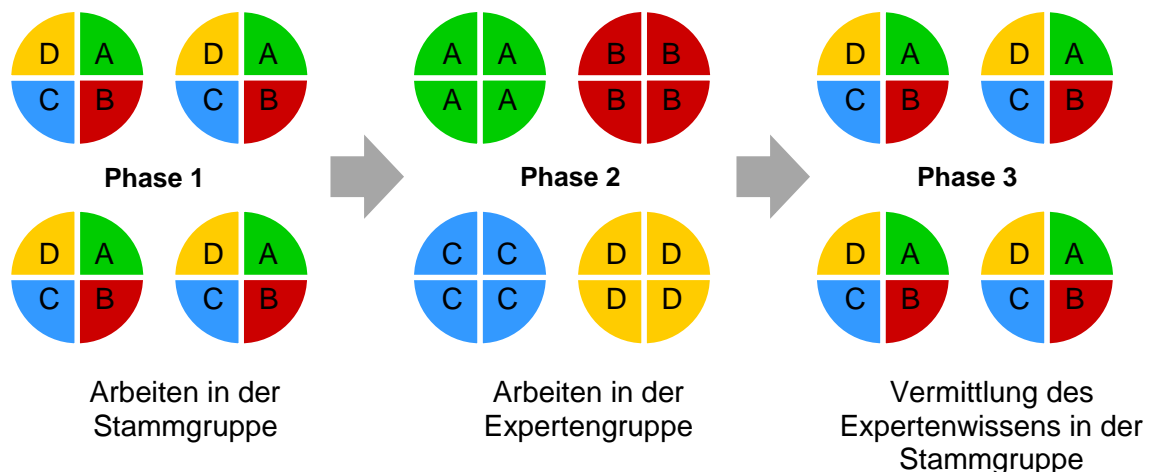 D A D A
C B C B
A A B B
A A B B
D A D A
C B C B
Phase 1
Phase 2
Phase 3
D A D A
C B C B
C C D D
C C D D
D A D A
C B C B
Arbeiten in der
Stammgruppe
Arbeiten in der
Expertengruppe
Vermittlung des
Expertenwissens in der
Stammgruppe